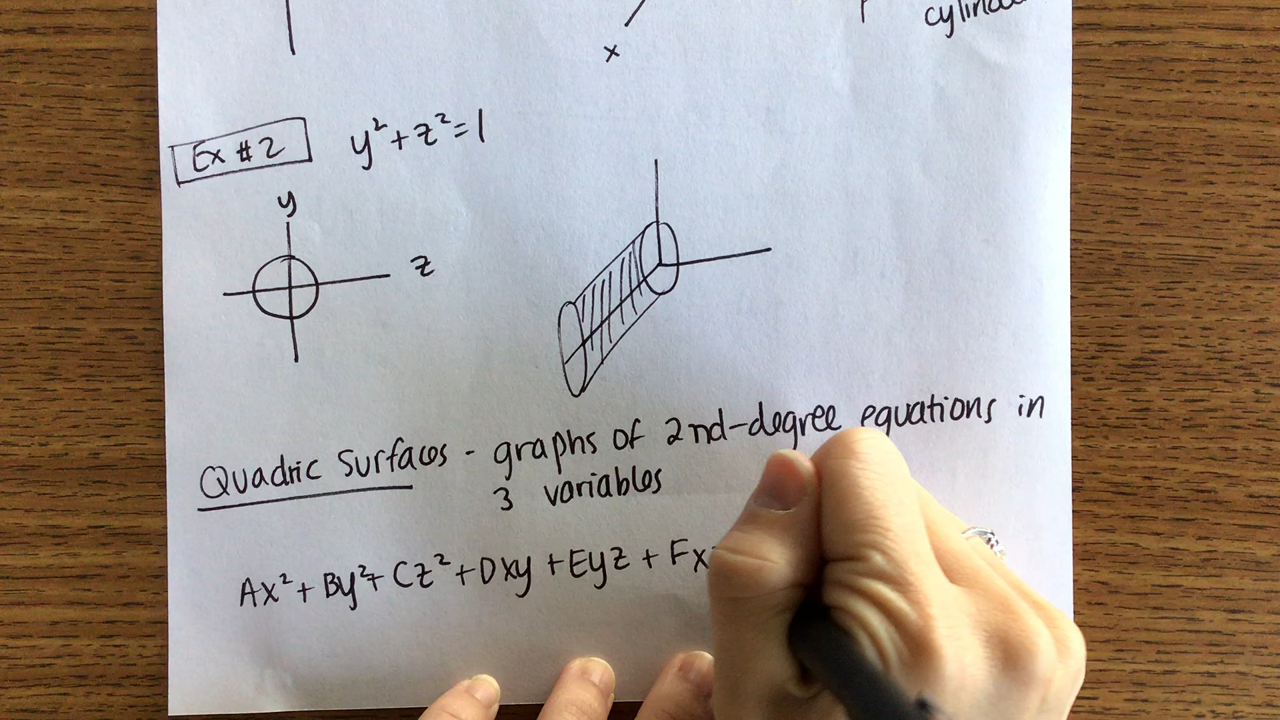 x
Ex #2 y²+z²=1
y
z
Quadric Surfaces - graphs of 2nd-degree equations in
3 variables
Ax²+By²+Cz²+Dxy+Eyz+Fx